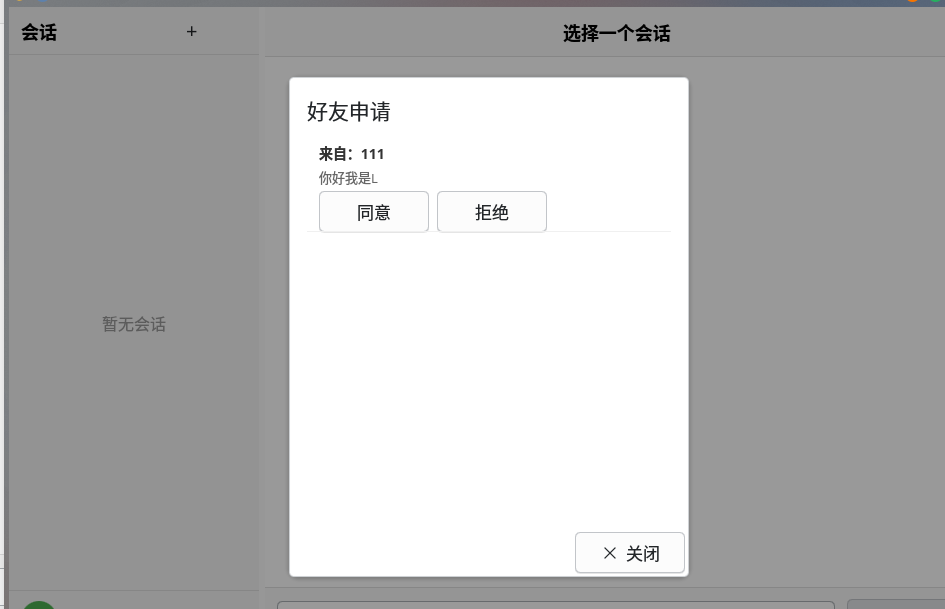 会话 +
选择一个会话
好友申请
来自：111
你好我是L
同意 拒绝
暂无会话
× 关闭